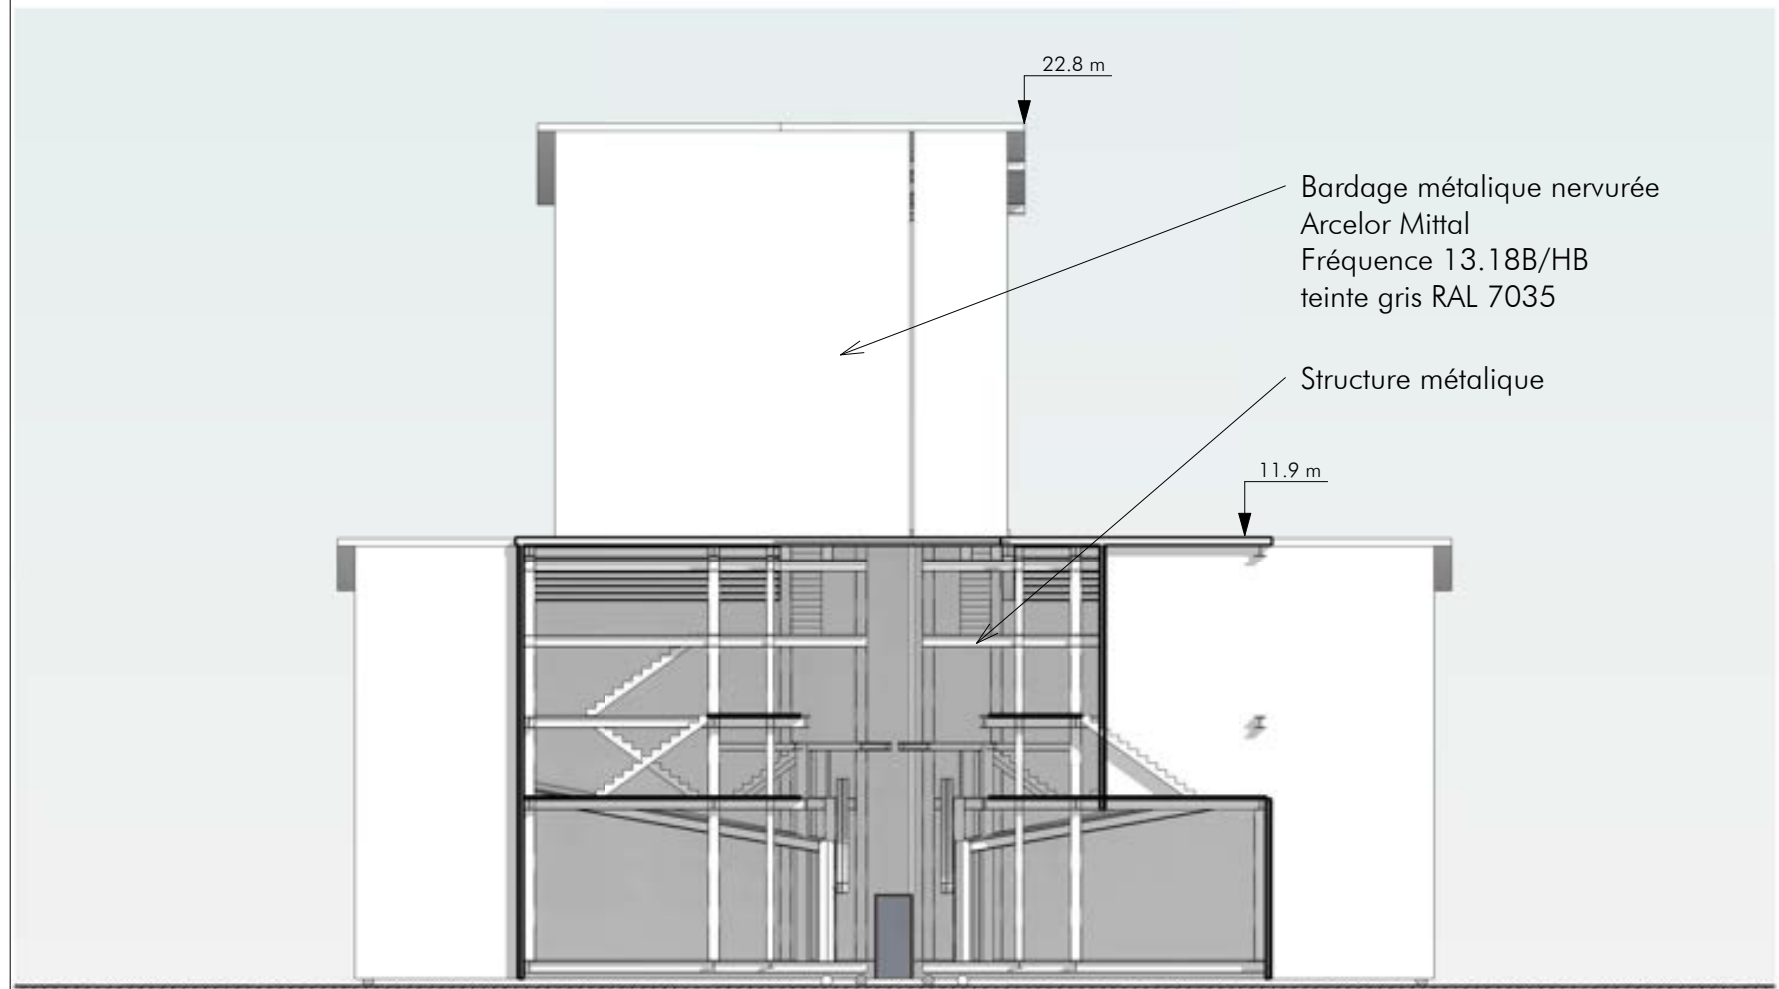 22.8 m
Bardage métalique nervurée
Arcelor Mittal
Fréquence 13.18B/HB
teinte gris RAL 7035
Structure métalique
11.9 m